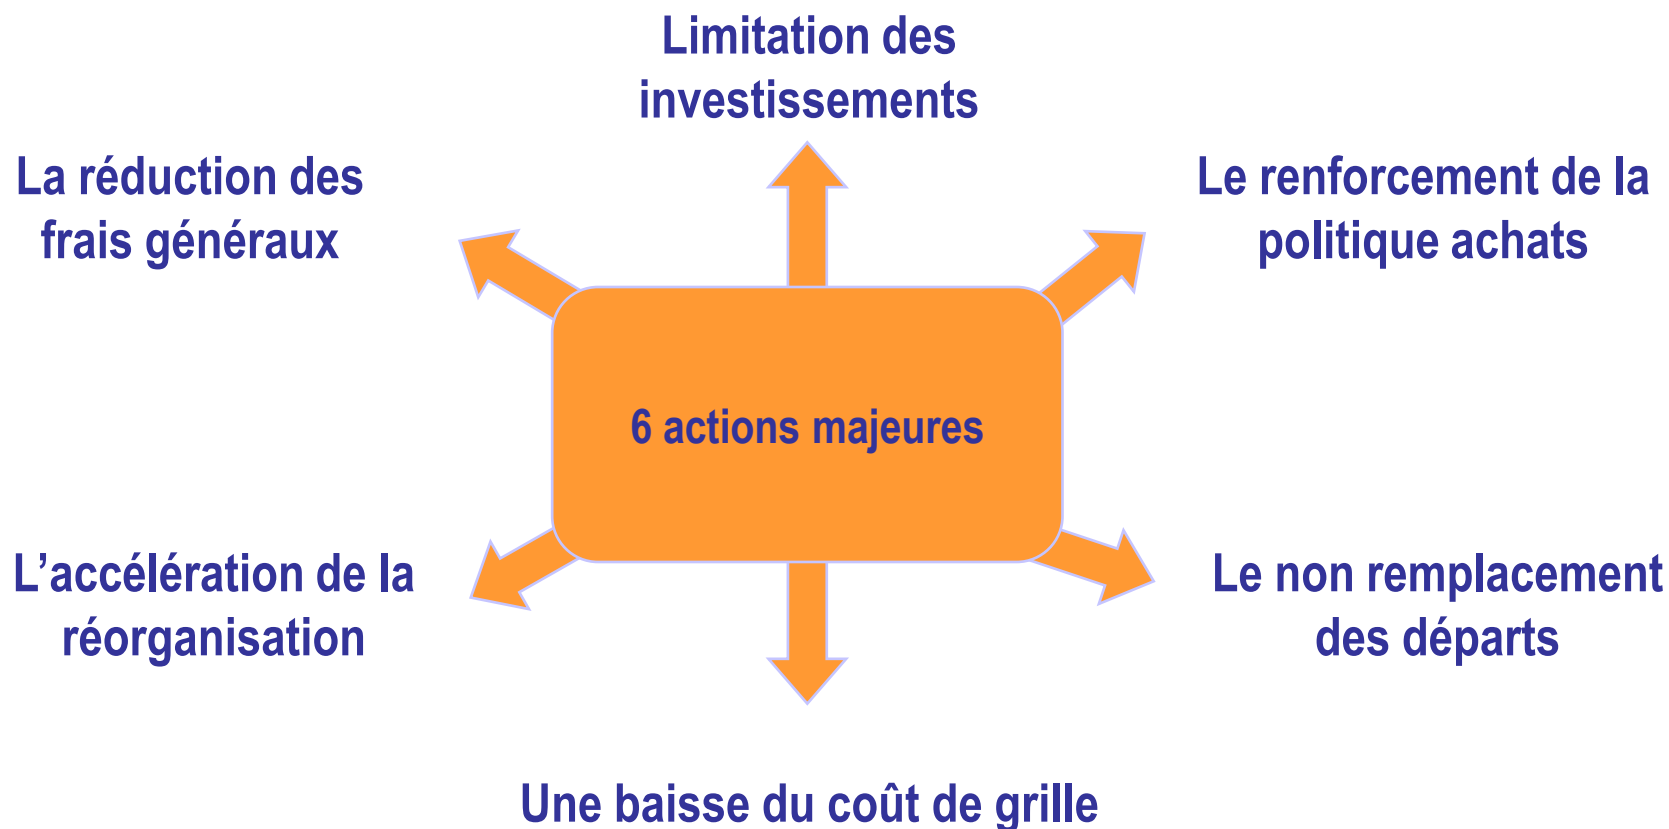 Limitation des
investissements
La réduction des
frais généraux
Le renforcement de la
politique achats
6 actions majeures
L’accélération de la
réorganisation
Le non remplacement
des départs
Une baisse du coût de grille